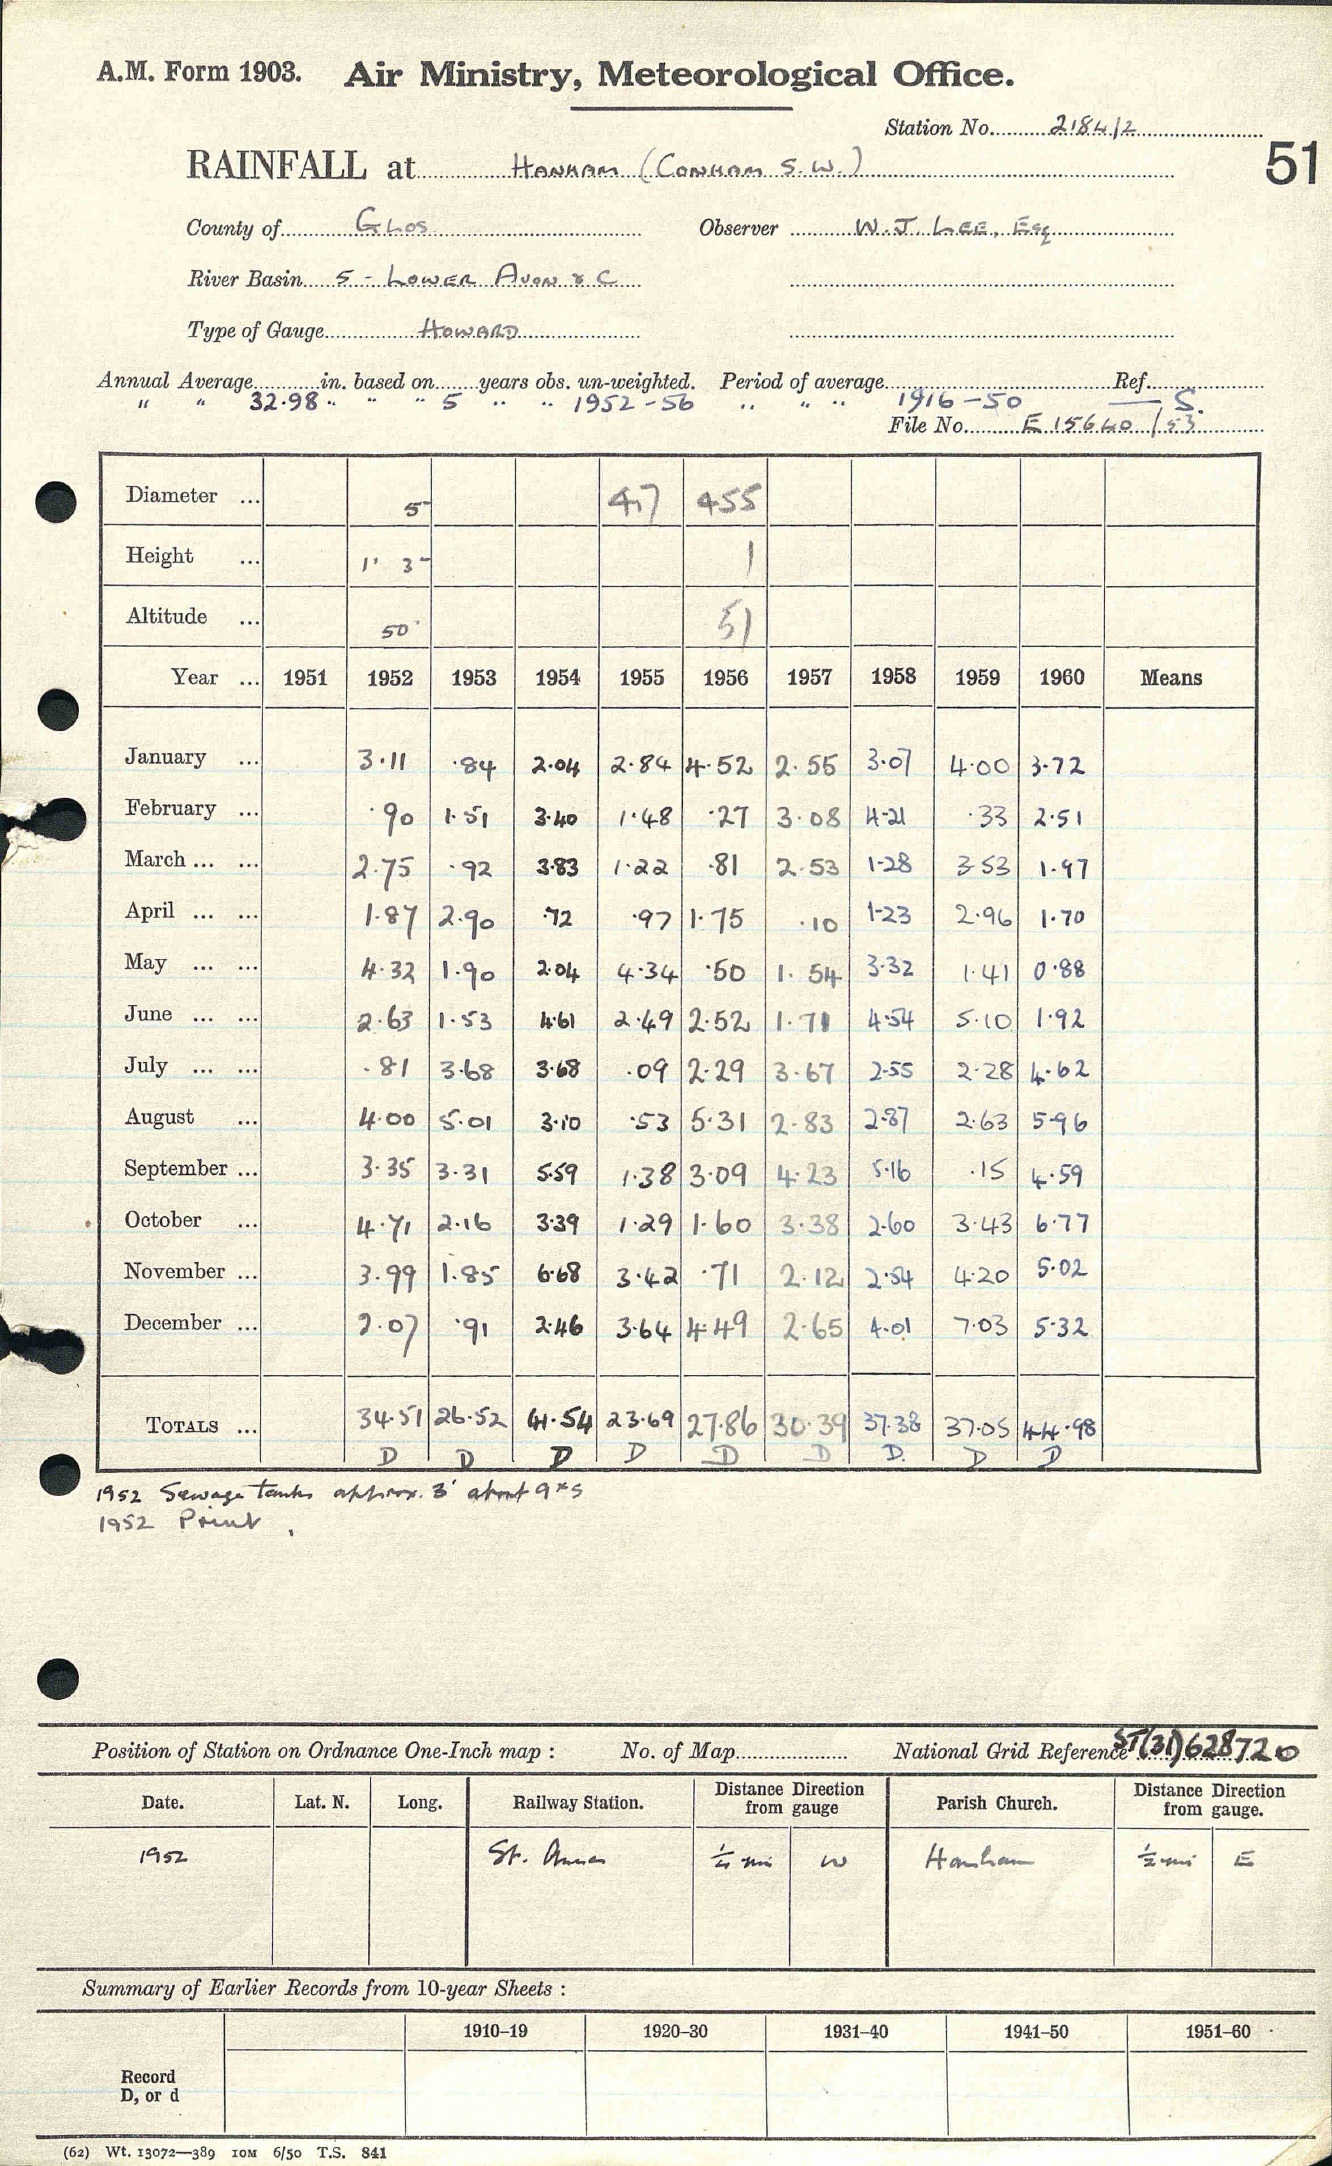 A.M. Form 1903. Air Ministry, Meteorological Office.
Station No. 2184/2
RAINFALL at HANHAM (CONHAM S.W.)
51
County of GLOS. Observer W.J. LEE, Esq
River Basin 5 - LOWER AVON & C
Type of Gauge HOWARD
Annual Average in. based on years obs. un-weighted. Period of average Ref.
" " 32.98 " " " 5 " " 1952-56 " " " 1916-50 — S.
File No. E 15640/53
Diameter ... 5 4.7 4.55
Height ... 1' 3" 1
Altitude ... 50' 51
Year ... 1951 1952 1953 1954 1955 1956 1957 1958 1959 1960 Means
January ... 3.11 .84 2.04 2.84 4.52 2.55 3.07 4.00 3.72
February ... .90 1.51 3.40 1.48 .27 3.08 4.21 .33 2.51
March ... ... 2.75 .92 3.83 1.22 .81 2.53 1.28 3.53 1.97
April ... ... 1.87 2.90 .72 .97 1.75 .10 1.23 2.96 1.70
May ... ... 4.32 1.90 2.04 4.34 .50 1.54 3.32 1.41 0.88
June ... ... 2.63 1.53 4.61 2.49 2.52 1.71 4.54 5.10 1.92
July ... ... .81 3.68 3.68 .09 2.29 3.67 2.55 2.28 4.62
August ... 4.00 5.01 3.10 .53 5.31 2.83 2.87 2.63 5.96
September ... 3.35 3.31 5.59 1.38 3.09 4.23 5.16 .15 4.59
October ... 4.71 2.16 3.39 1.29 1.60 3.38 2.60 3.43 6.77
November ... 3.99 1.85 6.68 3.42 .71 2.12 2.54 4.20 5.02
December ... 2.07 .91 2.46 3.64 4.49 2.65 4.01 7.03 5.32
TOTALS ... 34.51 26.52 41.54 23.69 27.86 30.39 37.38 37.05 44.98
D D D D D D D. D D
1952 Sewage tanks approx. 3' about 9 x 5
1952 Print
Position of Station on Ordnance One-Inch map : No. of Map National Grid Reference ST(31)628720
Date. Lat. N. Long. Railway Station. Distance Direction from gauge Parish Church. Distance Direction from gauge.
1952 St. Annes 1/4 mi W Hanham 1/2 mi E
Summary of Earlier Records from 10-year Sheets :
1910–19 1920–30 1931–40 1941–50 1951–60
Record
D, or d
(62) Wt. 13072—389 10M 6/50 T.S. 841